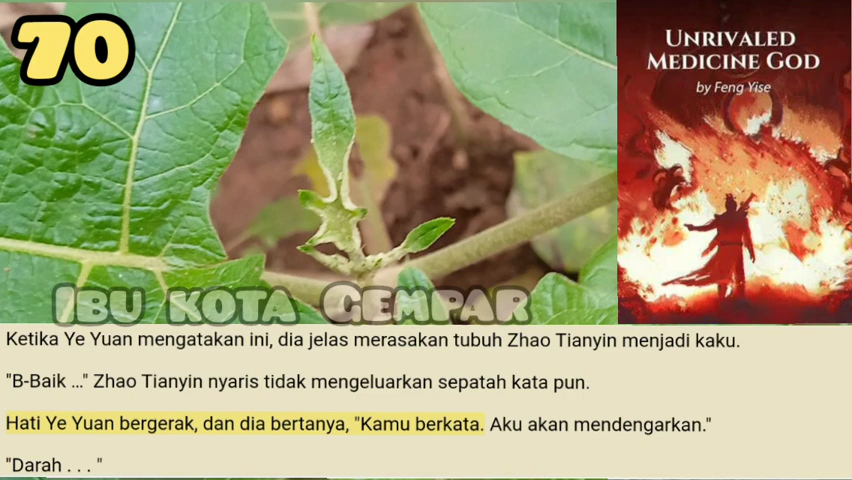 70
UNRIVALED
MEDICINE GOD
by Feng Yise
IBU KOTA GEMPAR
Ketika Ye Yuan mengatakan ini, dia jelas merasakan tubuh Zhao Tianyin menjadi kaku.
"B-Baik ..." Zhao Tianyin nyaris tidak mengeluarkan sepatah kata pun.
Hati Ye Yuan bergerak, dan dia bertanya, "Kamu berkata. Aku akan mendengarkan."
"Darah . . . "